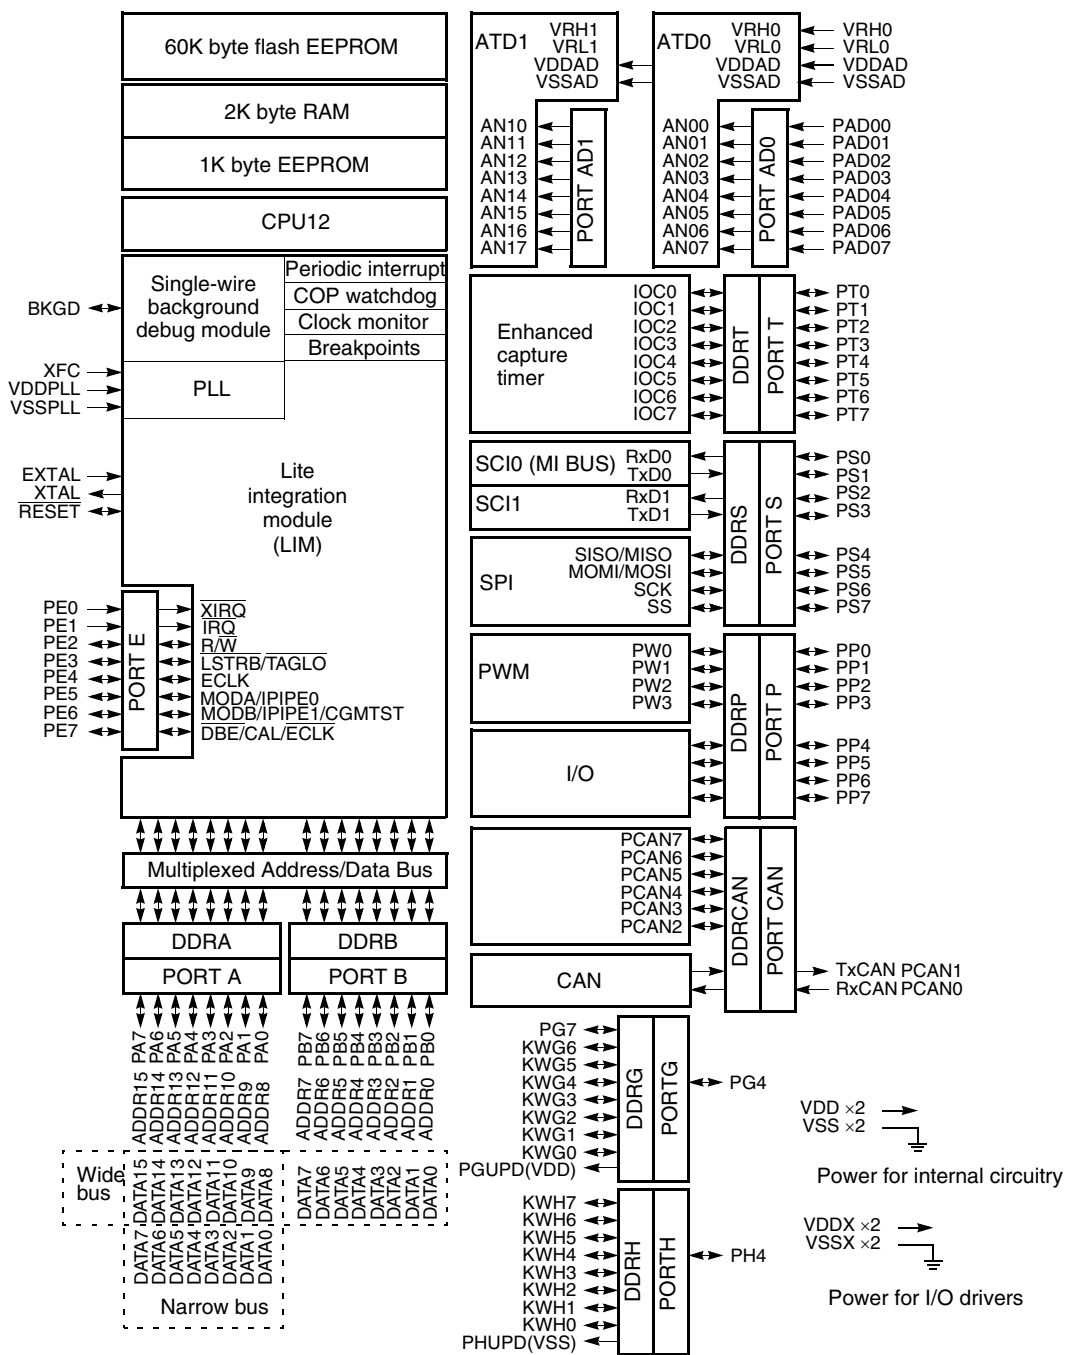 60K byte flash EEPROM
2K byte RAM
1K byte EEPROM
CPU12
Single-wire
background
debug module
Periodic interrupt
COP watchdog
Clock monitor
Breakpoints
BKGD
XFC
VDDPLL
VSSPLL
PLL
EXTAL
XTAL
RESET
Lite
integration
module
(LIM)
PE0
PE1
PE2
PE3
PE4
PE5
PE6
PE7
PORT E
XIRQ
IRQ
R/W
LSTRB/TAGLO
ECLK
MODA/IPIPE0
MODB/IPIPE1/CGMTST
DBE/CAL/ECLK
Multiplexed Address/Data Bus
DDRA
DDRB
PORT A
PORT B
PA7
PA6
PA5
PA4
PA3
PA2
PA1
PA0
PB7
PB6
PB5
PB4
PB3
PB2
PB1
PB0
ADDR15
ADDR14
ADDR13
ADDR12
ADDR11
ADDR10
ADDR9
ADDR8
ADDR7
ADDR6
ADDR5
ADDR4
ADDR3
ADDR2
ADDR1
ADDR0
Wide
bus
DATA15
DATA14
DATA13
DATA12
DATA11
DATA10
DATA9
DATA8
DATA7
DATA6
DATA5
DATA4
DATA3
DATA2
DATA1
DATA0
DATA7
DATA6
DATA5
DATA4
DATA3
DATA2
DATA1
DATA0
Narrow bus
ATD1
VRH1
VRL1
VDDAD
VSSAD
AN10
AN11
AN12
AN13
AN14
AN15
AN16
AN17
PORT AD1
ATD0
VRH0
VRL0
VDDAD
VSSAD
VRH0
VRL0
VDDAD
VSSAD
AN00
AN01
AN02
AN03
AN04
AN05
AN06
AN07
PORT AD0
PAD00
PAD01
PAD02
PAD03
PAD04
PAD05
PAD06
PAD07
Enhanced
capture
timer
IOC0
IOC1
IOC2
IOC3
IOC4
IOC5
IOC6
IOC7
DDRT
PORT T
PT0
PT1
PT2
PT3
PT4
PT5
PT6
PT7
SCI0 (MI BUS)
RxD0
TxD0
SCI1
RxD1
TxD1
SPI
SISO/MISO
MOMI/MOSI
SCK
SS
DDRS
PORT S
PS0
PS1
PS2
PS3
PS4
PS5
PS6
PS7
PWM
PW0
PW1
PW2
PW3
I/O
DDRP
PORT P
PP0
PP1
PP2
PP3
PP4
PP5
PP6
PP7
PCAN7
PCAN6
PCAN5
PCAN4
PCAN3
PCAN2
CAN
DDRCAN
PORT CAN
TxCAN PCAN1
RxCAN PCAN0
PG7
KWG6
KWG5
KWG4
KWG3
KWG2
KWG1
KWG0
PGUPD(VDD)
DDRG
PORTG
PG4
KWH7
KWH6
KWH5
KWH4
KWH3
KWH2
KWH1
KWH0
PHUPD(VSS)
DDRH
PORTH
PH4
VDD ×2
VSS ×2
Power for internal circuitry
VDDX ×2
VSSX ×2
Power for I/O drivers